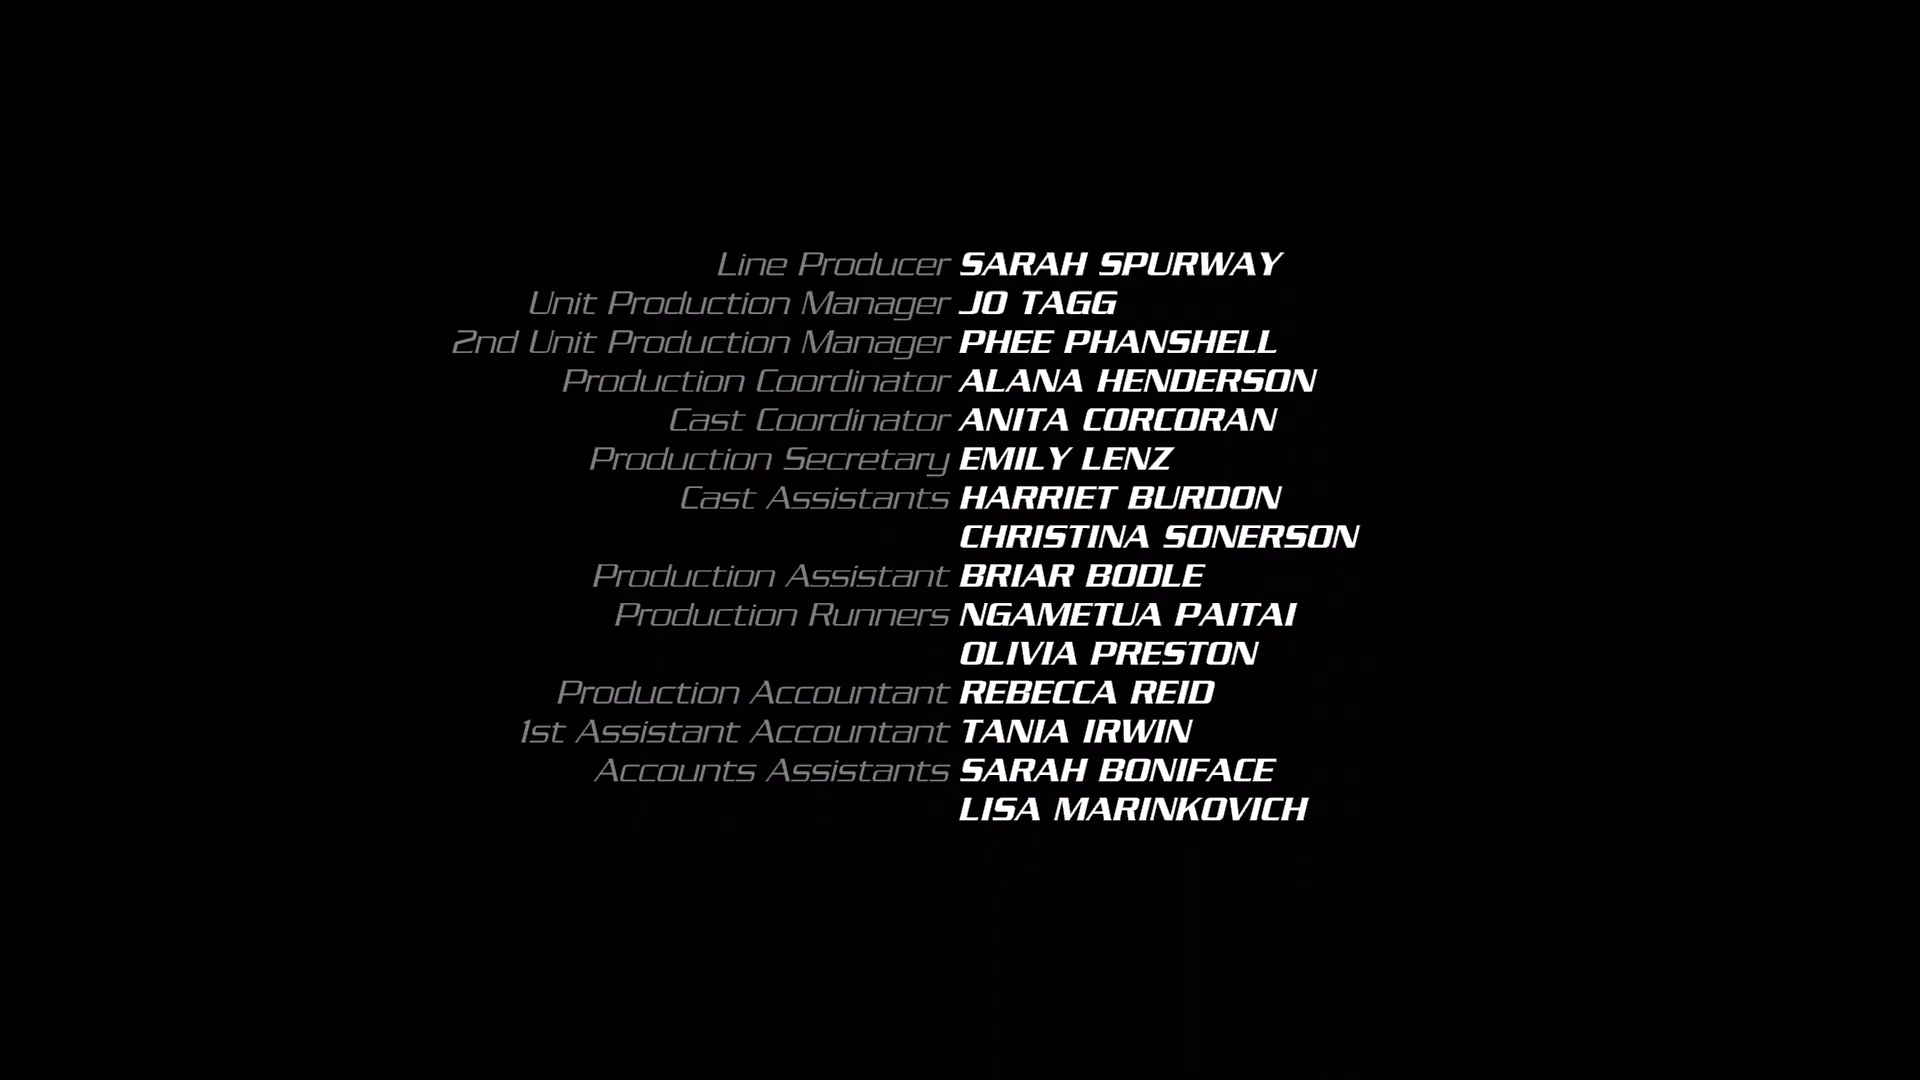 Line Producer SARAH SPURWAY
Unit Production Manager JO TAGG
2nd Unit Production Manager PHEE PHANSHELL
Production Coordinator ALANA HENDERSON
Cast Coordinator ANITA CORCORAN
Production Secretary EMILY LENZ
Cast Assistants HARRIET BURDON
CHRISTINA SONERSON
Production Assistant BRIAR BODLE
Production Runners NGAMETUA PAITAI
OLIVIA PRESTON
Production Accountant REBECCA REID
1st Assistant Accountant TANIA IRWIN
Accounts Assistants SARAH BONIFACE
LISA MARINKOVICH